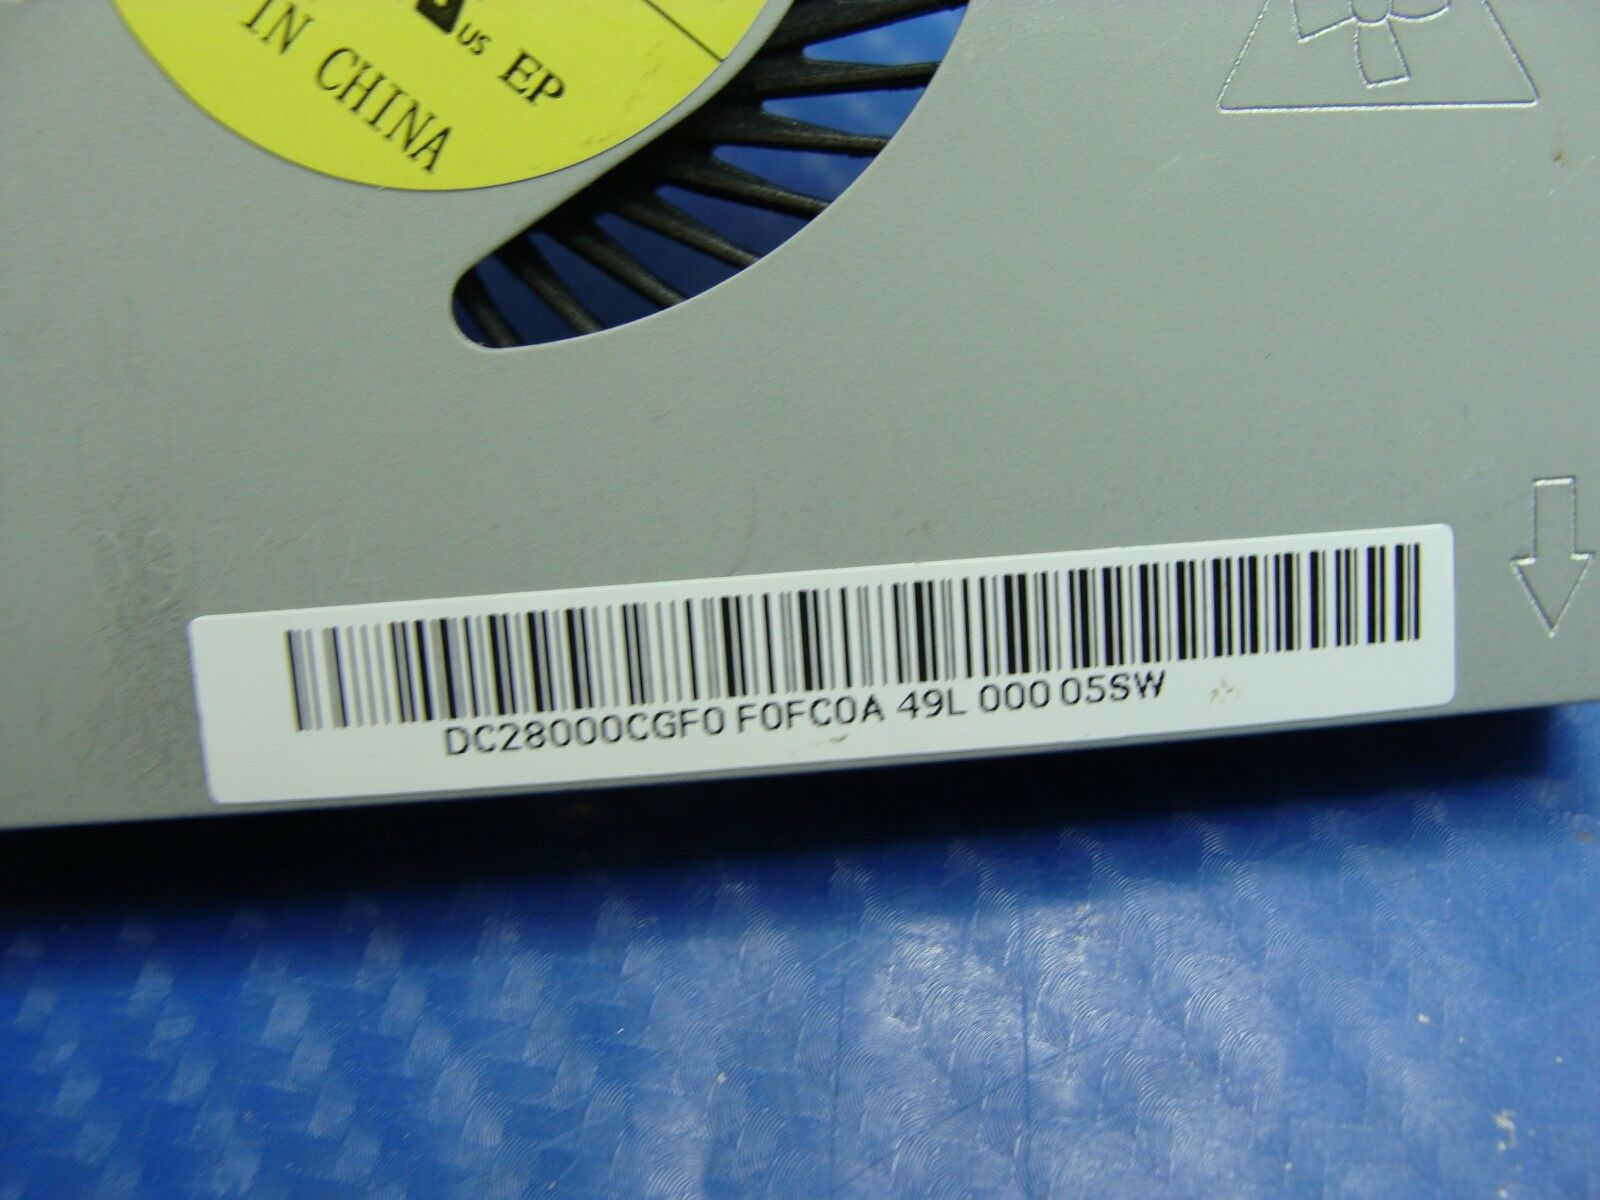 us EP
IN CHINA
DC28000CGF0 F0FC0A 49L 000 05SW